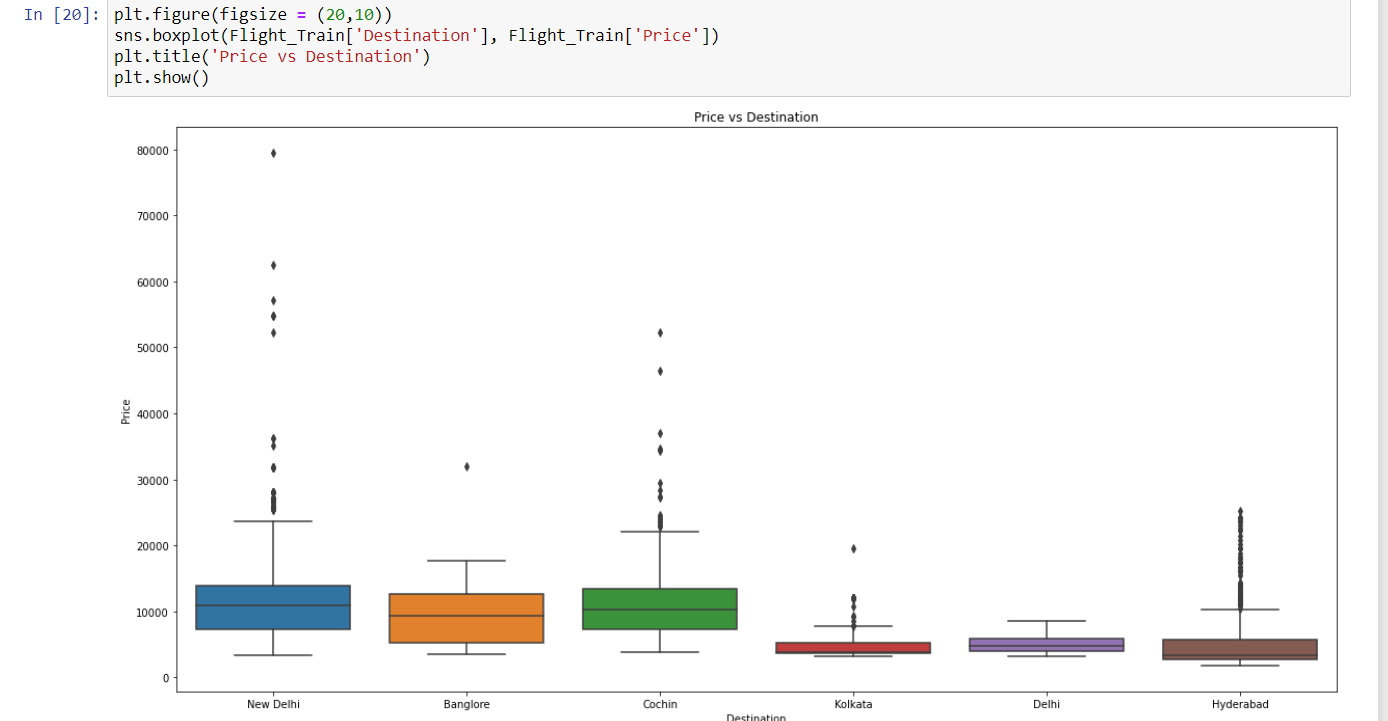 In [20]: plt.figure(figsize = (20,10))
sns.boxplot(Flight_Train['Destination'], Flight_Train['Price'])
plt.title('Price vs Destination')
plt.show()
Price vs Destination
80000
70000
60000
50000
40000
30000
20000
10000
0
Price
New Delhi Banglore Cochin Kolkata Delhi Hyderabad
Destination